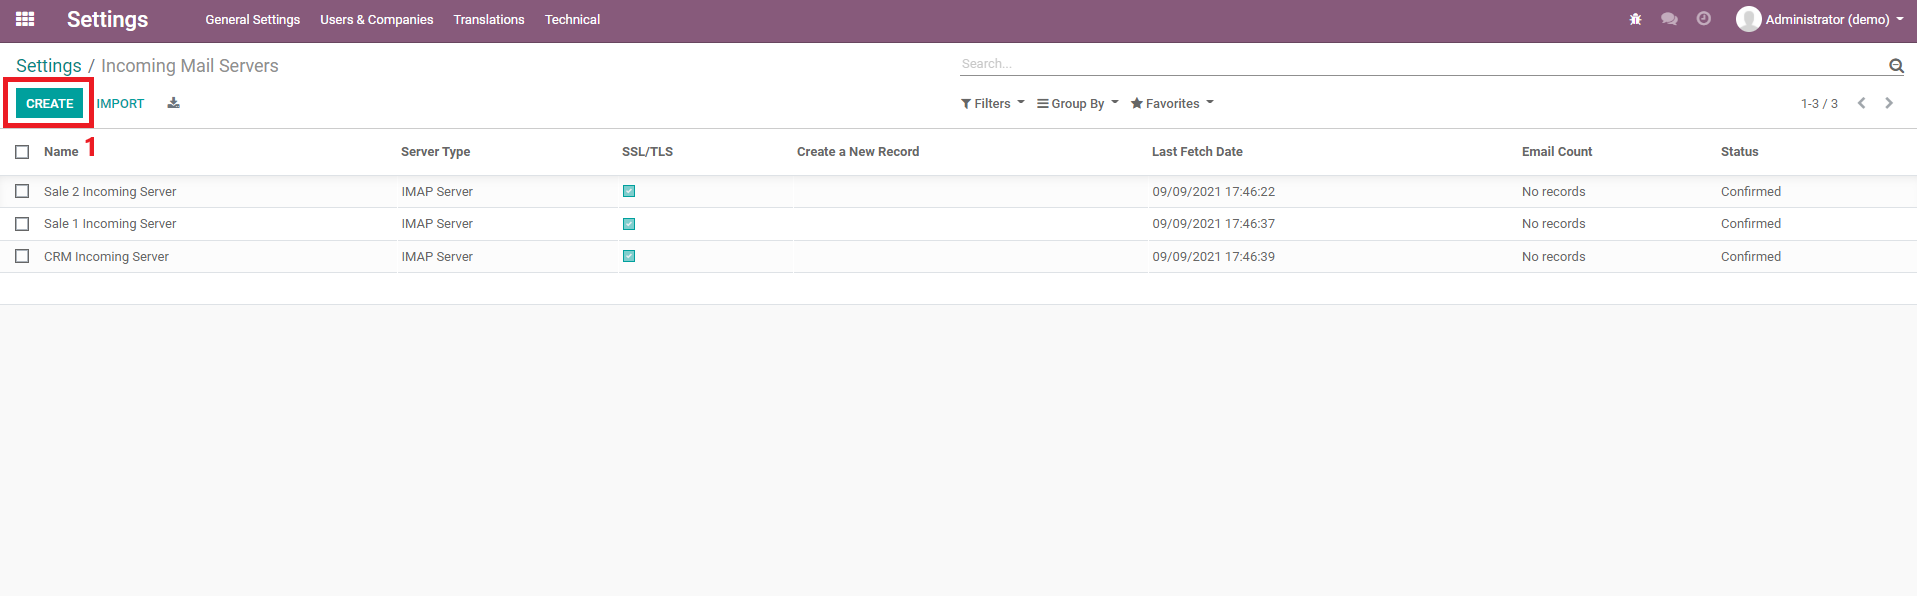 Settings General Settings Users & Companies Translations Technical Administrator (demo)
Settings / Incoming Mail Servers Search...
CREATE IMPORT Filters Group By Favorites 1-3 / 3
1
Name Server Type SSL/TLS Create a New Record Last Fetch Date Email Count Status
Sale 2 Incoming Server IMAP Server 09/09/2021 17:46:22 No records Confirmed
Sale 1 Incoming Server IMAP Server 09/09/2021 17:46:37 No records Confirmed
CRM Incoming Server IMAP Server 09/09/2021 17:46:39 No records Confirmed